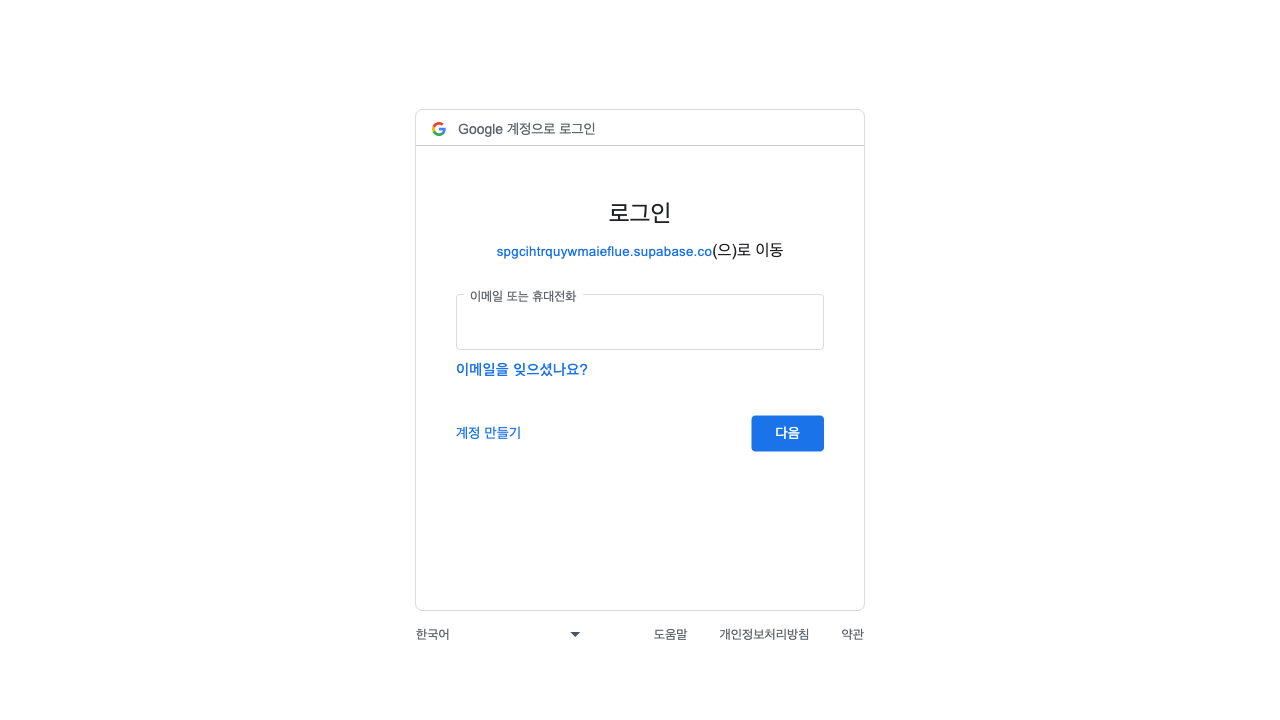 Google 계정으로 로그인
로그인
spgcihtrquywmaieflue.supabase.co(으)로 이동
이메일 또는 휴대전화
이메일을 잊으셨나요?
계정 만들기
다음
한국어
도움말
개인정보처리방침
약관